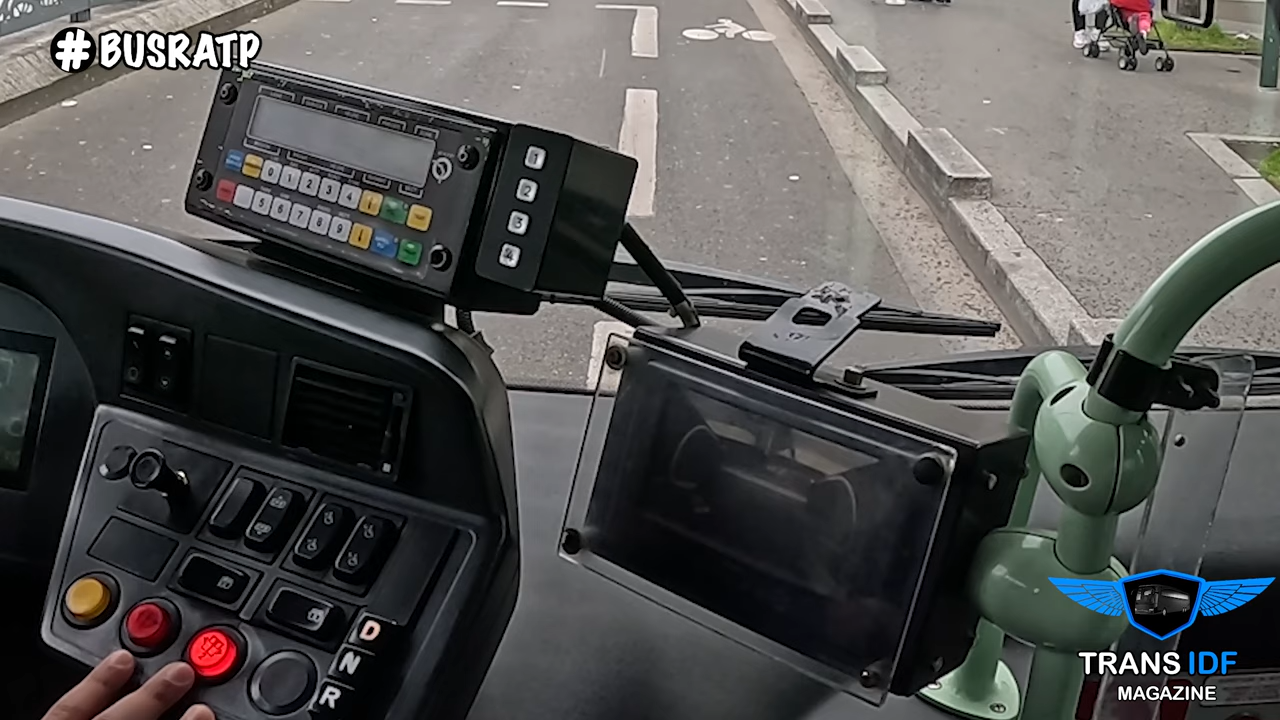 #BUSRATP
0 1 2 3 4
5 6 7 8 9
1
2
3
4
D
N
R
TRANS IDF
MAGAZINE